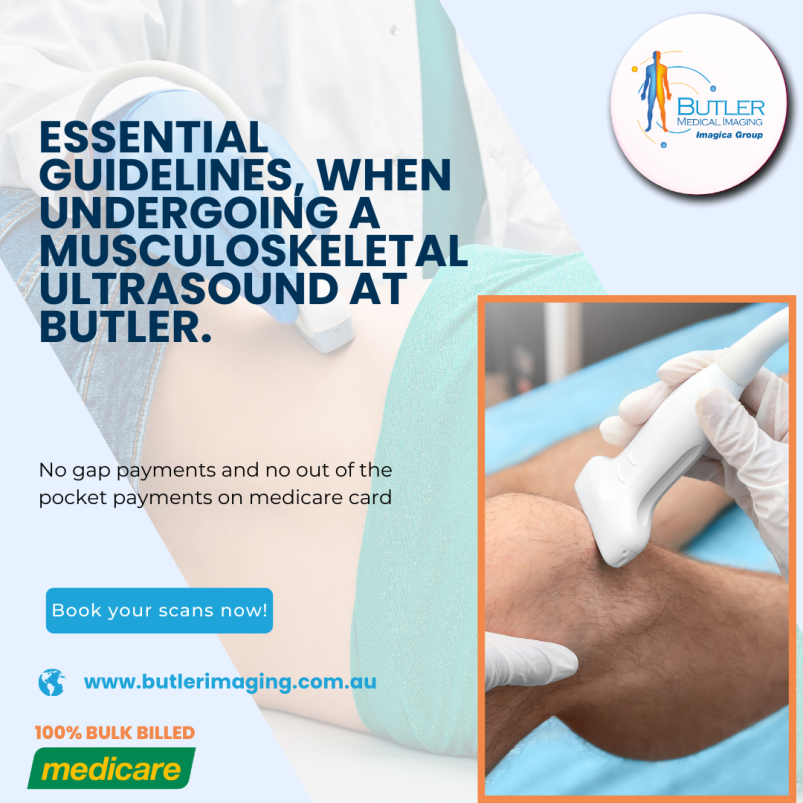 BUTLER
MEDICAL IMAGING
Imagica Group
ESSENTIAL
GUIDELINES, WHEN
UNDERGOING A
MUSCULOSKELETAL
ULTRASOUND AT
BUTLER.
No gap payments and no out of the
pocket payments on medicare card
Book your scans now!
www.butlerimaging.com.au
100% BULK BILLED
medicare